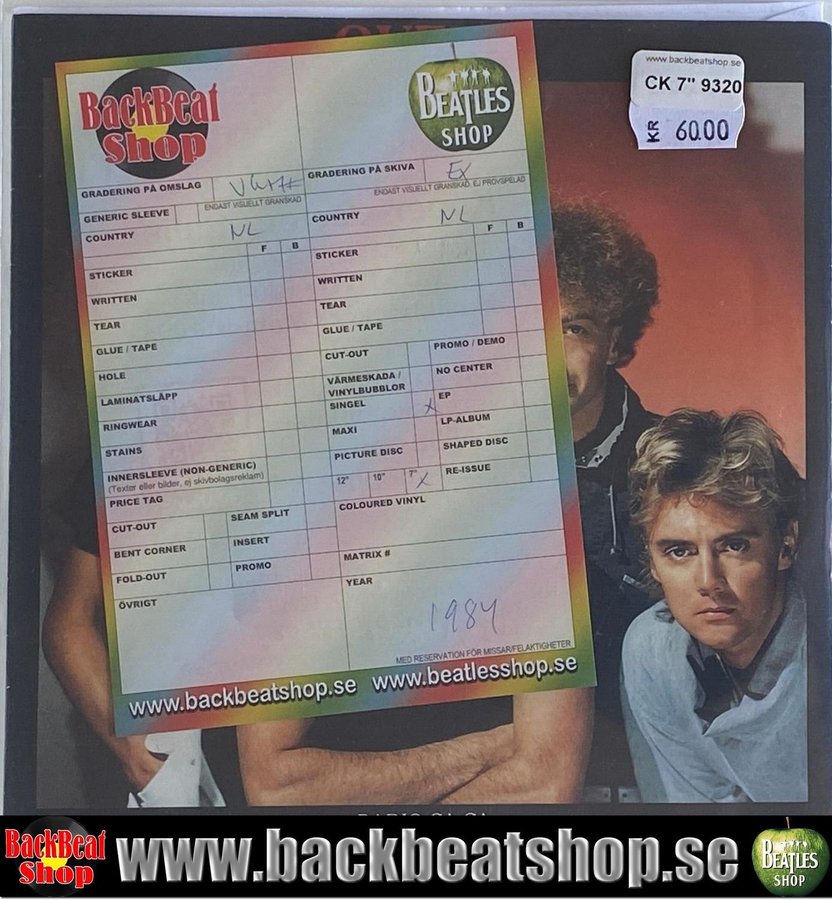 www.backbeatshop.se
CK 7" 9320
KR 60.00
BackBeat
Shop
BEATLES
SHOP
GRADERING PÅ OMSLAG
GRADERING PÅ SKIVA EX
ENDAST VISUELLT GRANSKAD
ENDAST VISUELLT GRANSKAD, EJ PROVSPELAD
GENERIC SLEEVE
COUNTRY NL
COUNTRY NL
F B
F B
STICKER
STICKER
WRITTEN
WRITTEN
TEAR
TEAR
GLUE / TAPE
GLUE / TAPE
HOLE
CUT-OUT
PROMO / DEMO
LAMINATSLÄPP
VÄRMESKADA /
VINYLBUBBLOR
NO CENTER
RINGWEAR
SINGEL X
EP
STAINS
MAXI
LP-ALBUM
INNERSLEEVE (NON-GENERIC)
(Texter eller bilder, ej skivbolagsreklam)
PICTURE DISC
SHAPED DISC
PRICE TAG
12" 10" 7" X
RE-ISSUE
CUT-OUT
SEAM SPLIT
COLOURED VINYL
BENT CORNER
INSERT
FOLD-OUT
PROMO
MATRIX #
ÖVRIGT
YEAR
1984
MED RESERVATION FÖR MISSAR/FELAKTIGHETER
www.backbeatshop.se www.beatlesshop.se
BackBeat
Shop
www.backbeatshop.se
BEATLES
SHOP